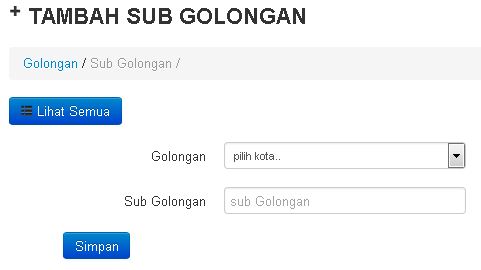 + TAMBAH SUB GOLONGAN
Golongan / Sub Golongan /
Lihat Semua
Golongan pilih kota..
Sub Golongan sub Golongan
Simpan